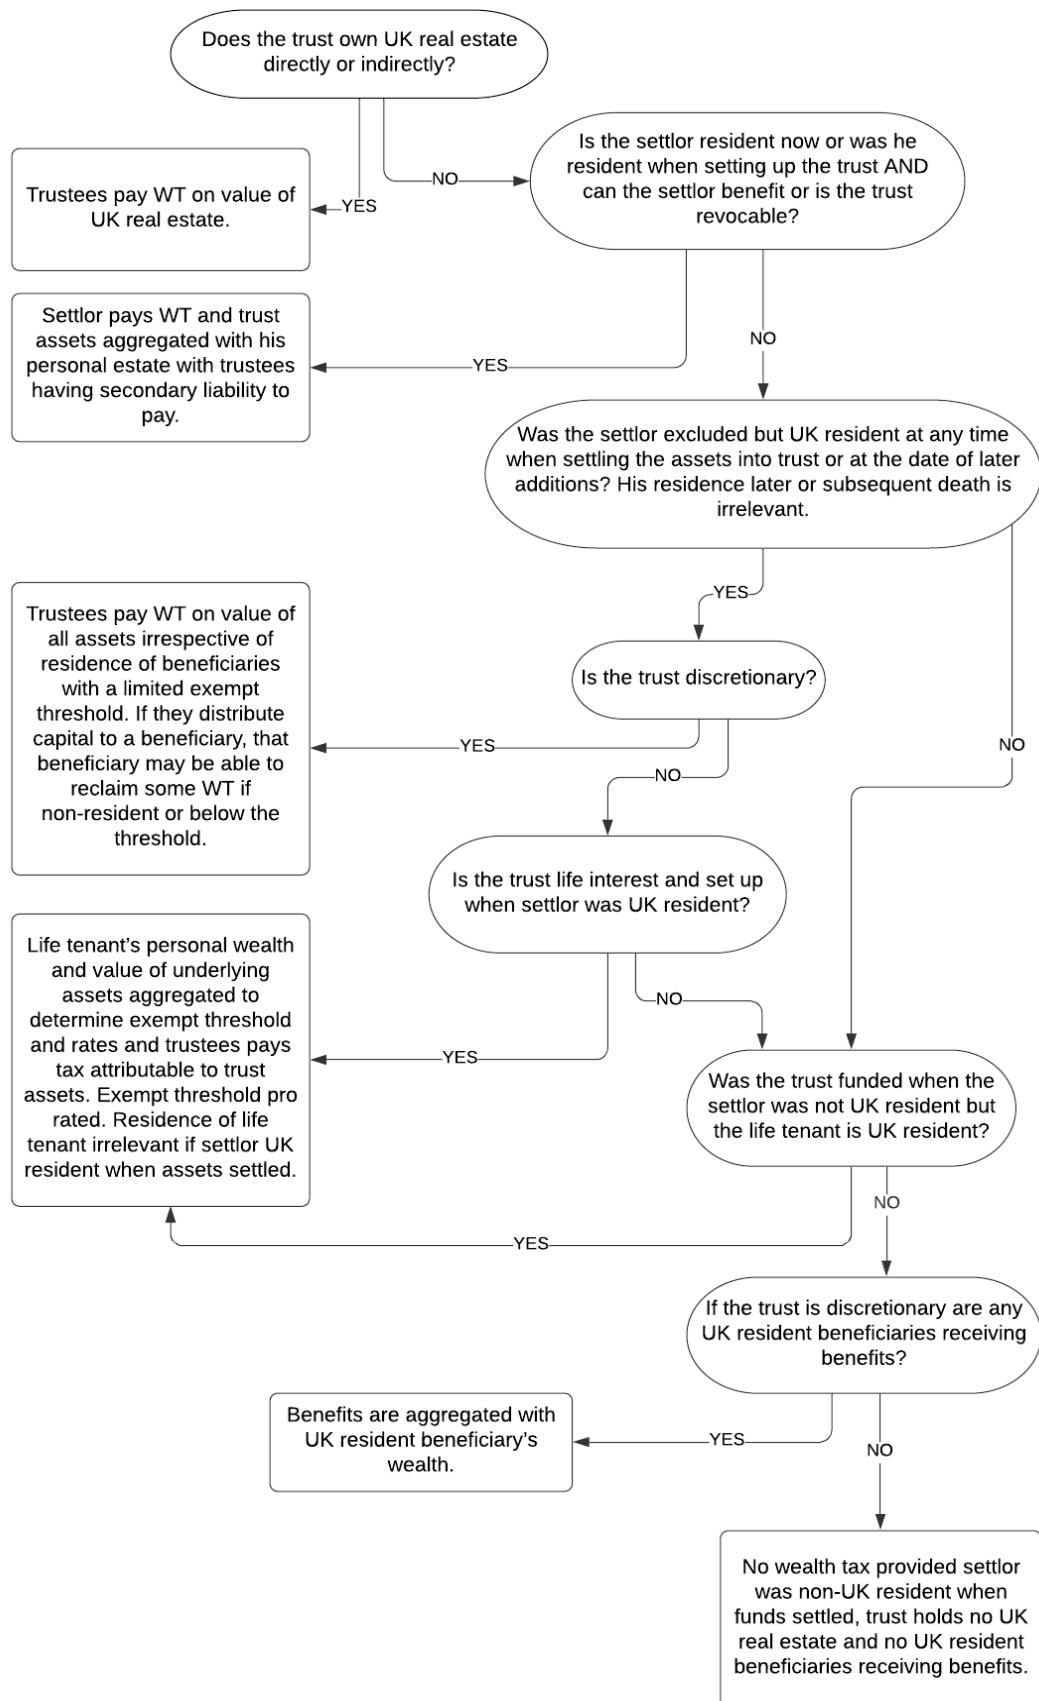 Does the trust own UK real estate
directly or indirectly?
Is the settlor resident now or was he
resident when setting up the trust AND
can the settlor benefit or is the trust
revocable?
NO
YES
Trustees pay WT on value of
UK real estate.
Settlor pays WT and trust
assets aggregated with his
personal estate with trustees
having secondary liability to
pay.
NO
YES
Was the settlor excluded but UK resident at any time
when settling the assets into trust or at the date of later
additions? His residence later or subsequent death is
irrelevant.
YES
Trustees pay WT on value of
all assets irrespective of
residence of beneficiaries
with a limited exempt
threshold. If they distribute
capital to a beneficiary, that
beneficiary may be able to
reclaim some WT if
non-resident or below the
threshold.
Is the trust discretionary?
YES
NO
NO
Is the trust life interest and set up
when settlor was UK resident?
Life tenant's personal wealth
and value of underlying
assets aggregated to
determine exempt threshold
and rates and trustees pays
tax attributable to trust
assets. Exempt threshold pro
rated. Residence of life
tenant irrelevant if settlor UK
resident when assets settled.
NO
YES
Was the trust funded when the
settlor was not UK resident but
the life tenant is UK resident?
NO
YES
If the trust is discretionary are any
UK resident beneficiaries receiving
benefits?
Benefits are aggregated with
UK resident beneficiary's
wealth.
YES
NO
No wealth tax provided settlor
was non-UK resident when
funds settled, trust holds no UK
real estate and no UK resident
beneficiaries receiving benefits.